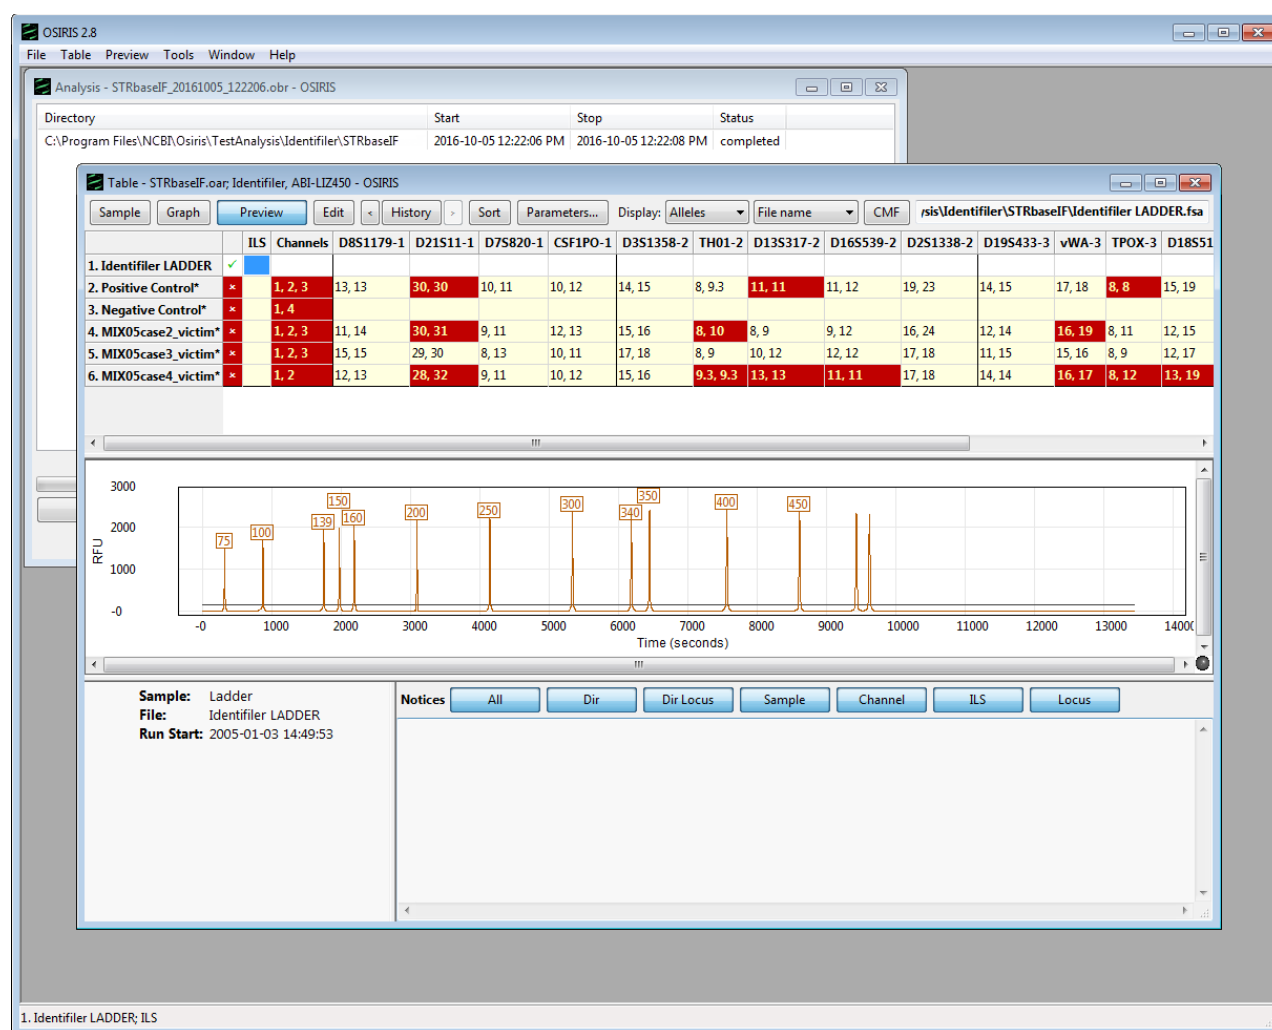 OSIRIS 2.8
File Table Preview Tools Window Help
Analysis - STRbaseIF_20161005_122206.obr - OSIRIS
Directory Start Stop Status
C:\Program Files\NCBI\Osiris\TestAnalysis\Identifiler\STRbaseIF 2016-10-05 12:22:06 PM 2016-10-05 12:22:08 PM completed
Table - STRbaseIF.oar; Identifiler, ABI-LIZ450 - OSIRIS
Sample Graph Preview Edit < History > Sort Parameters... Display: Alleles File name CMF /sis\Identifiler\STRbaseIF\Identifiler LADDER.fsa
ILS Channels D8S1179-1 D21S11-1 D7S820-1 CSF1PO-1 D3S1358-2 TH01-2 D13S317-2 D16S539-2 D2S1338-2 D19S433-3 vWA-3 TPOX-3 D18S51
1. Identifiler LADDER
2. Positive Control* 1, 2, 3 13, 13 30, 30 10, 11 10, 12 14, 15 8, 9.3 11, 11 11, 12 19, 23 14, 15 17, 18 8, 8 15, 19
3. Negative Control* 1, 4
4. MIX05case2_victim* 1, 2, 3 11, 14 30, 31 9, 11 12, 13 15, 16 8, 10 8, 9 9, 12 16, 24 12, 14 16, 19 8, 11 12, 15
5. MIX05case3_victim* 1, 2, 3 15, 15 29, 30 8, 13 10, 11 17, 18 8, 9 10, 12 12, 12 17, 18 11, 15 15, 16 8, 9 12, 17
6. MIX05case4_victim* 1, 2 12, 13 28, 32 9, 11 10, 12 15, 16 9.3, 9.3 13, 13 11, 11 17, 18 14, 14 16, 17 8, 12 13, 19
3000
2000
1000
-0
RFU
75 100 139 150 160 200 250 300 340 350 400 450
-0 1000 2000 3000 4000 5000 6000 7000 8000 9000 10000 11000 12000 13000 1400
Time (seconds)
Sample: Ladder
File: Identifiler LADDER
Run Start: 2005-01-03 14:49:53
Notices All Dir Dir Locus Sample Channel ILS Locus
1. Identifiler LADDER; ILS